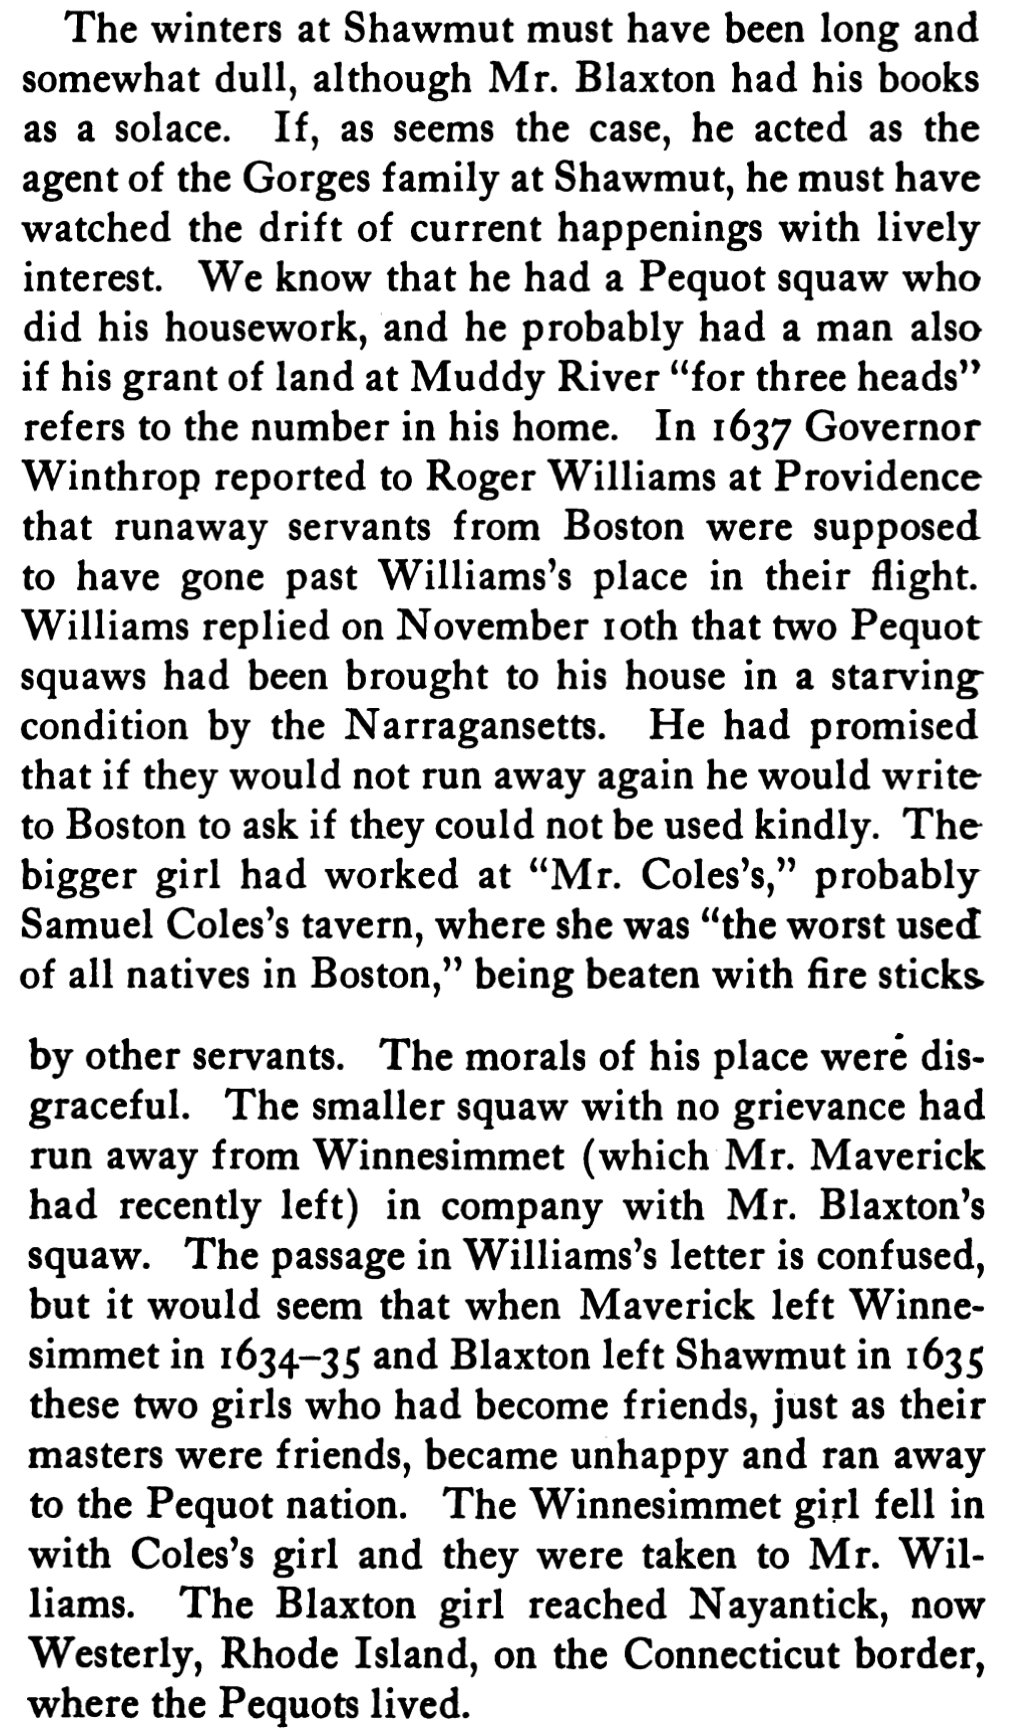 The winters at Shawmut must have been long and
somewhat dull, although Mr. Blaxton had his books
as a solace. If, as seems the case, he acted as the
agent of the Gorges family at Shawmut, he must have
watched the drift of current happenings with lively
interest. We know that he had a Pequot squaw who
did his housework, and he probably had a man also
if his grant of land at Muddy River “for three heads”
refers to the number in his home. In 1637 Governor
Winthrop reported to Roger Williams at Providence
that runaway servants from Boston were supposed
to have gone past Williams’s place in their flight.
Williams replied on November 10th that two Pequot
squaws had been brought to his house in a starving
condition by the Narragansetts. He had promised
that if they would not run away again he would write
to Boston to ask if they could not be used kindly. The
bigger girl had worked at “Mr. Coles’s,” probably
Samuel Coles’s tavern, where she was “the worst used
of all natives in Boston,” being beaten with fire sticks
by other servants. The morals of his place were dis-
graceful. The smaller squaw with no grievance had
run away from Winnesimmet (which Mr. Maverick
had recently left) in company with Mr. Blaxton’s
squaw. The passage in Williams’s letter is confused,
but it would seem that when Maverick left Winne-
simmet in 1634–35 and Blaxton left Shawmut in 1635
these two girls who had become friends, just as their
masters were friends, became unhappy and ran away
to the Pequot nation. The Winnesimmet girl fell in
with Coles’s girl and they were taken to Mr. Wil-
liams. The Blaxton girl reached Nayantick, now
Westerly, Rhode Island, on the Connecticut border,
where the Pequots lived.